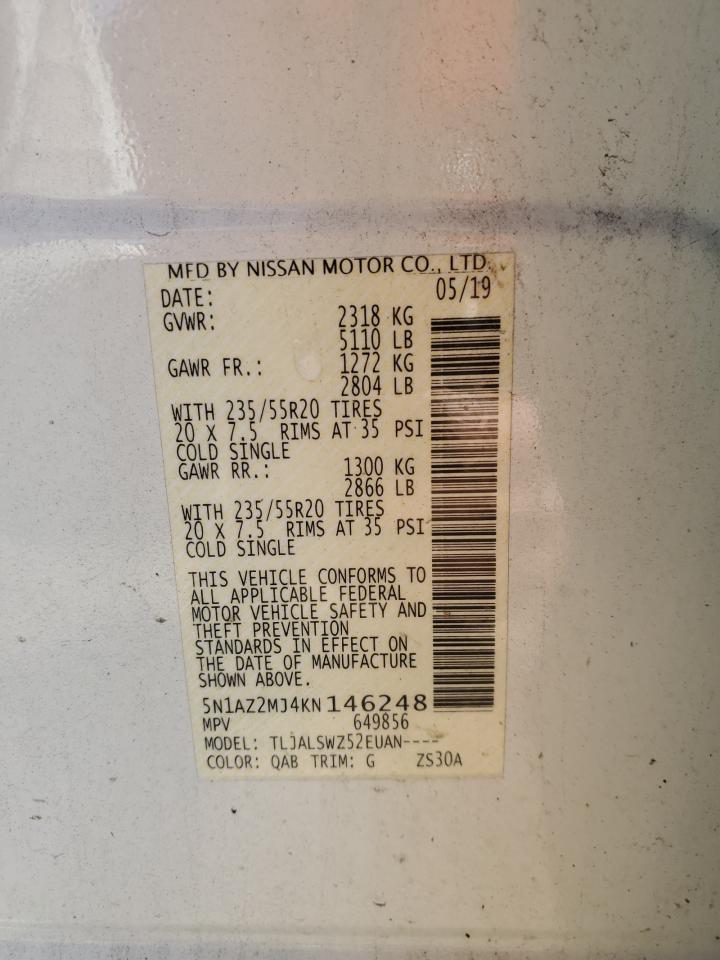 MFD BY NISSAN MOTOR CO., LTD.
DATE: 05/19
GVWR: 2318 KG
5110 LB
GAWR FR.: 1272 KG
2804 LB
WITH 235/55R20 TIRES
20 X 7.5 RIMS AT 35 PSI
COLD SINGLE
GAWR RR.: 1300 KG
2866 LB
WITH 235/55R20 TIRES
20 X 7.5 RIMS AT 35 PSI
COLD SINGLE
THIS VEHICLE CONFORMS TO
ALL APPLICABLE FEDERAL
MOTOR VEHICLE SAFETY AND
THEFT PREVENTION
STANDARDS IN EFFECT ON
THE DATE OF MANUFACTURE
SHOWN ABOVE.
5N1AZ2MJ4KN146248
MPV 649856
MODEL: TLJALSWZ52EUAN----
COLOR: QAB TRIM: G ZS30A